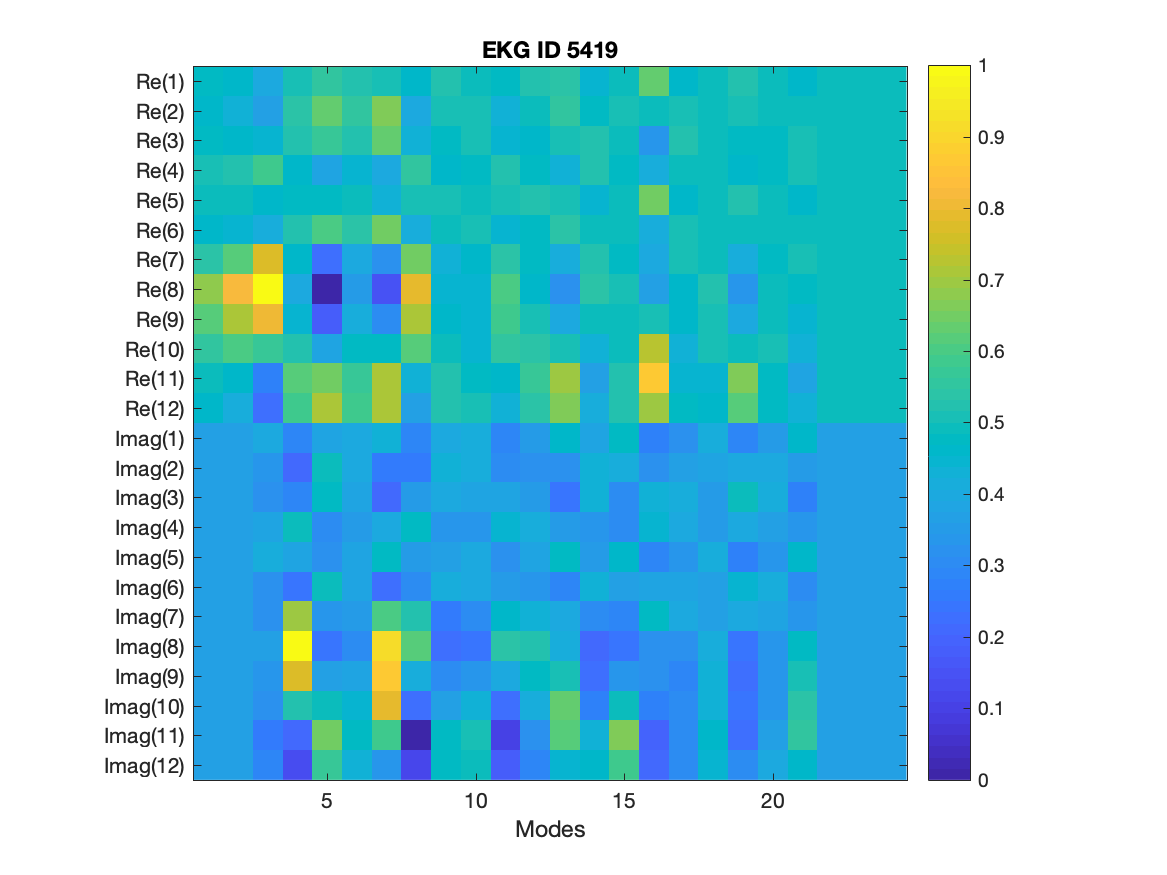 EKG ID 5419
Re(1)
Re(2)
Re(3)
Re(4)
Re(5)
Re(6)
Re(7)
Re(8)
Re(9)
Re(10)
Re(11)
Re(12)
Imag(1)
Imag(2)
Imag(3)
Imag(4)
Imag(5)
Imag(6)
Imag(7)
Imag(8)
Imag(9)
Imag(10)
Imag(11)
Imag(12)
5 10 15 20
Modes
1
0.9
0.8
0.7
0.6
0.5
0.4
0.3
0.2
0.1
0